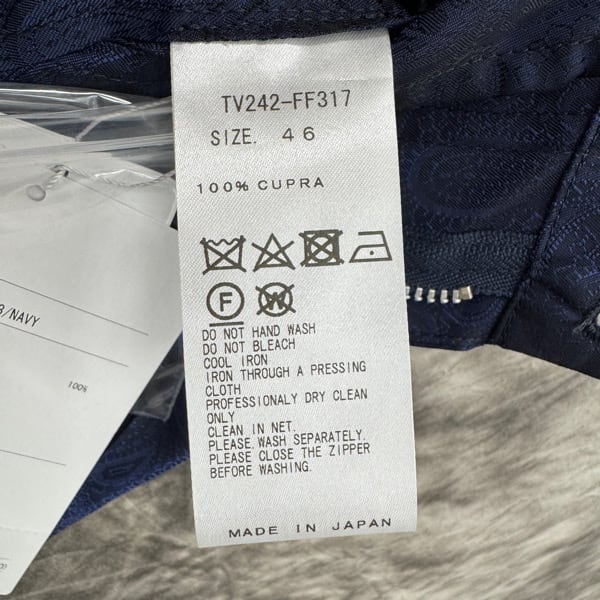 TV242-FF317
SIZE. 46
100% CUPRA
F
W
DO NOT HAND WASH
DO NOT BLEACH
COOL IRON
IRON THROUGH A PRESSING
CLOTH
PROFESSIONALY DRY CLEAN
ONLY
CLEAN IN NET.
PLEASE WASH SEPARATELY.
PLEASE CLOSE THE ZIPPER
BEFORE WASHING.
MADE IN JAPAN
/NAVY
100%